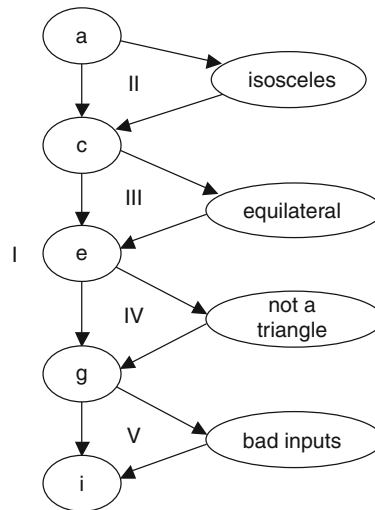 a
II
isosceles
c
III
equilateral
I
e
IV
not a
triangle
g
V
bad inputs
i